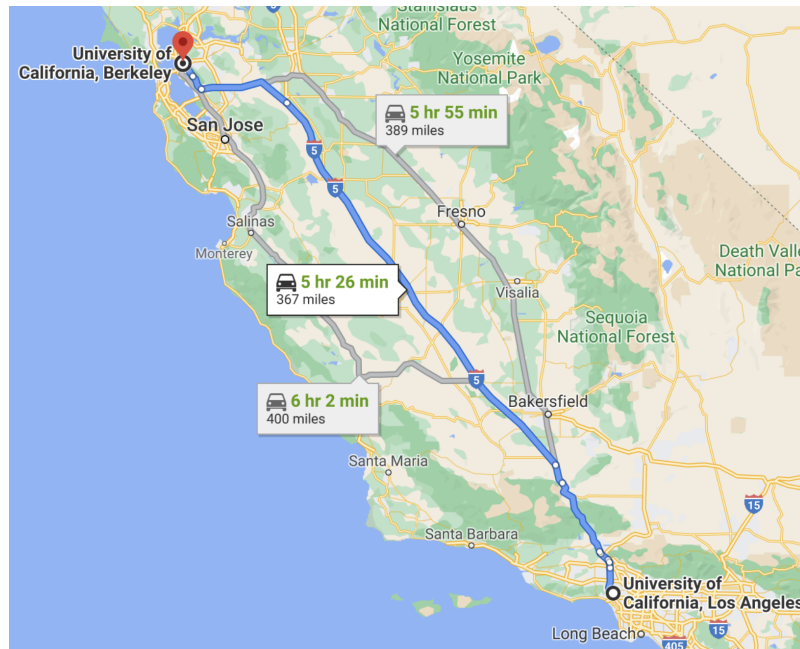 Stanislaus
National Forest
University of
California, Berkeley
Yosemite
National Park
5 hr 55 min
389 miles
San Jose
5
5
Fresno
Salinas
Monterey
Death Valle
National Pa
5 hr 26 min
367 miles
Visalia
Sequoia
National Forest
5
6 hr 2 min
400 miles
Bakersfield
Santa Maria
15
Santa Barbara
University of
California, Los Angeles
Long Beach
15
405